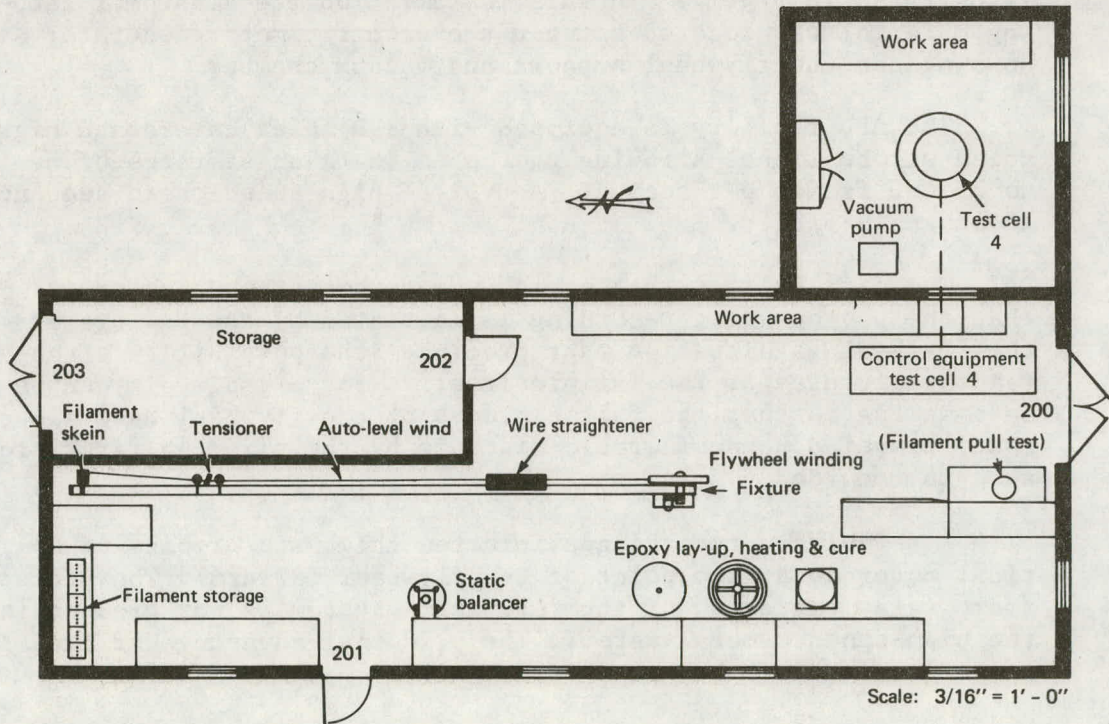 Work area
Vacuum
pump
Test cell
4
N
Storage
Work area
203
202
Control equipment
test cell 4
200
Filament
skein
Tensioner
Auto-level wind
Wire straightener
(Filament pull test)
Flywheel winding
Fixture
Epoxy lay-up, heating & cure
Filament storage
Static
balancer
201
Scale: 3/16" = 1' - 0"